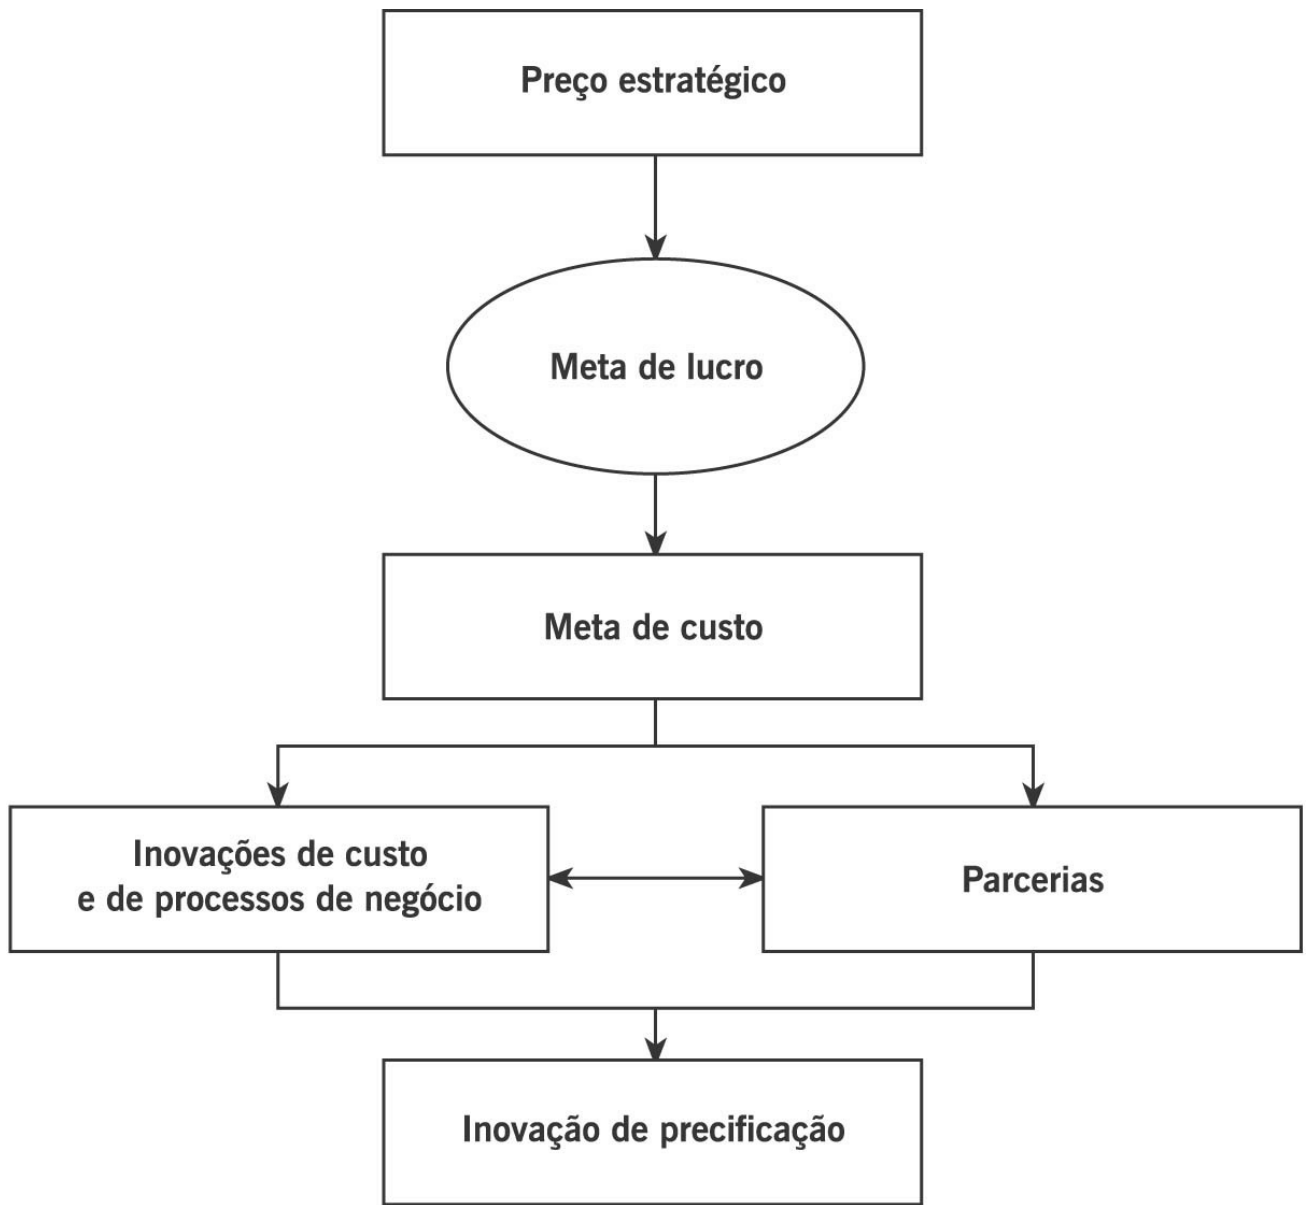 Preço estratégico
Meta de lucro
Meta de custo
Inovações de custo
e de processos de negócio
Parcerias
Inovação de precificação